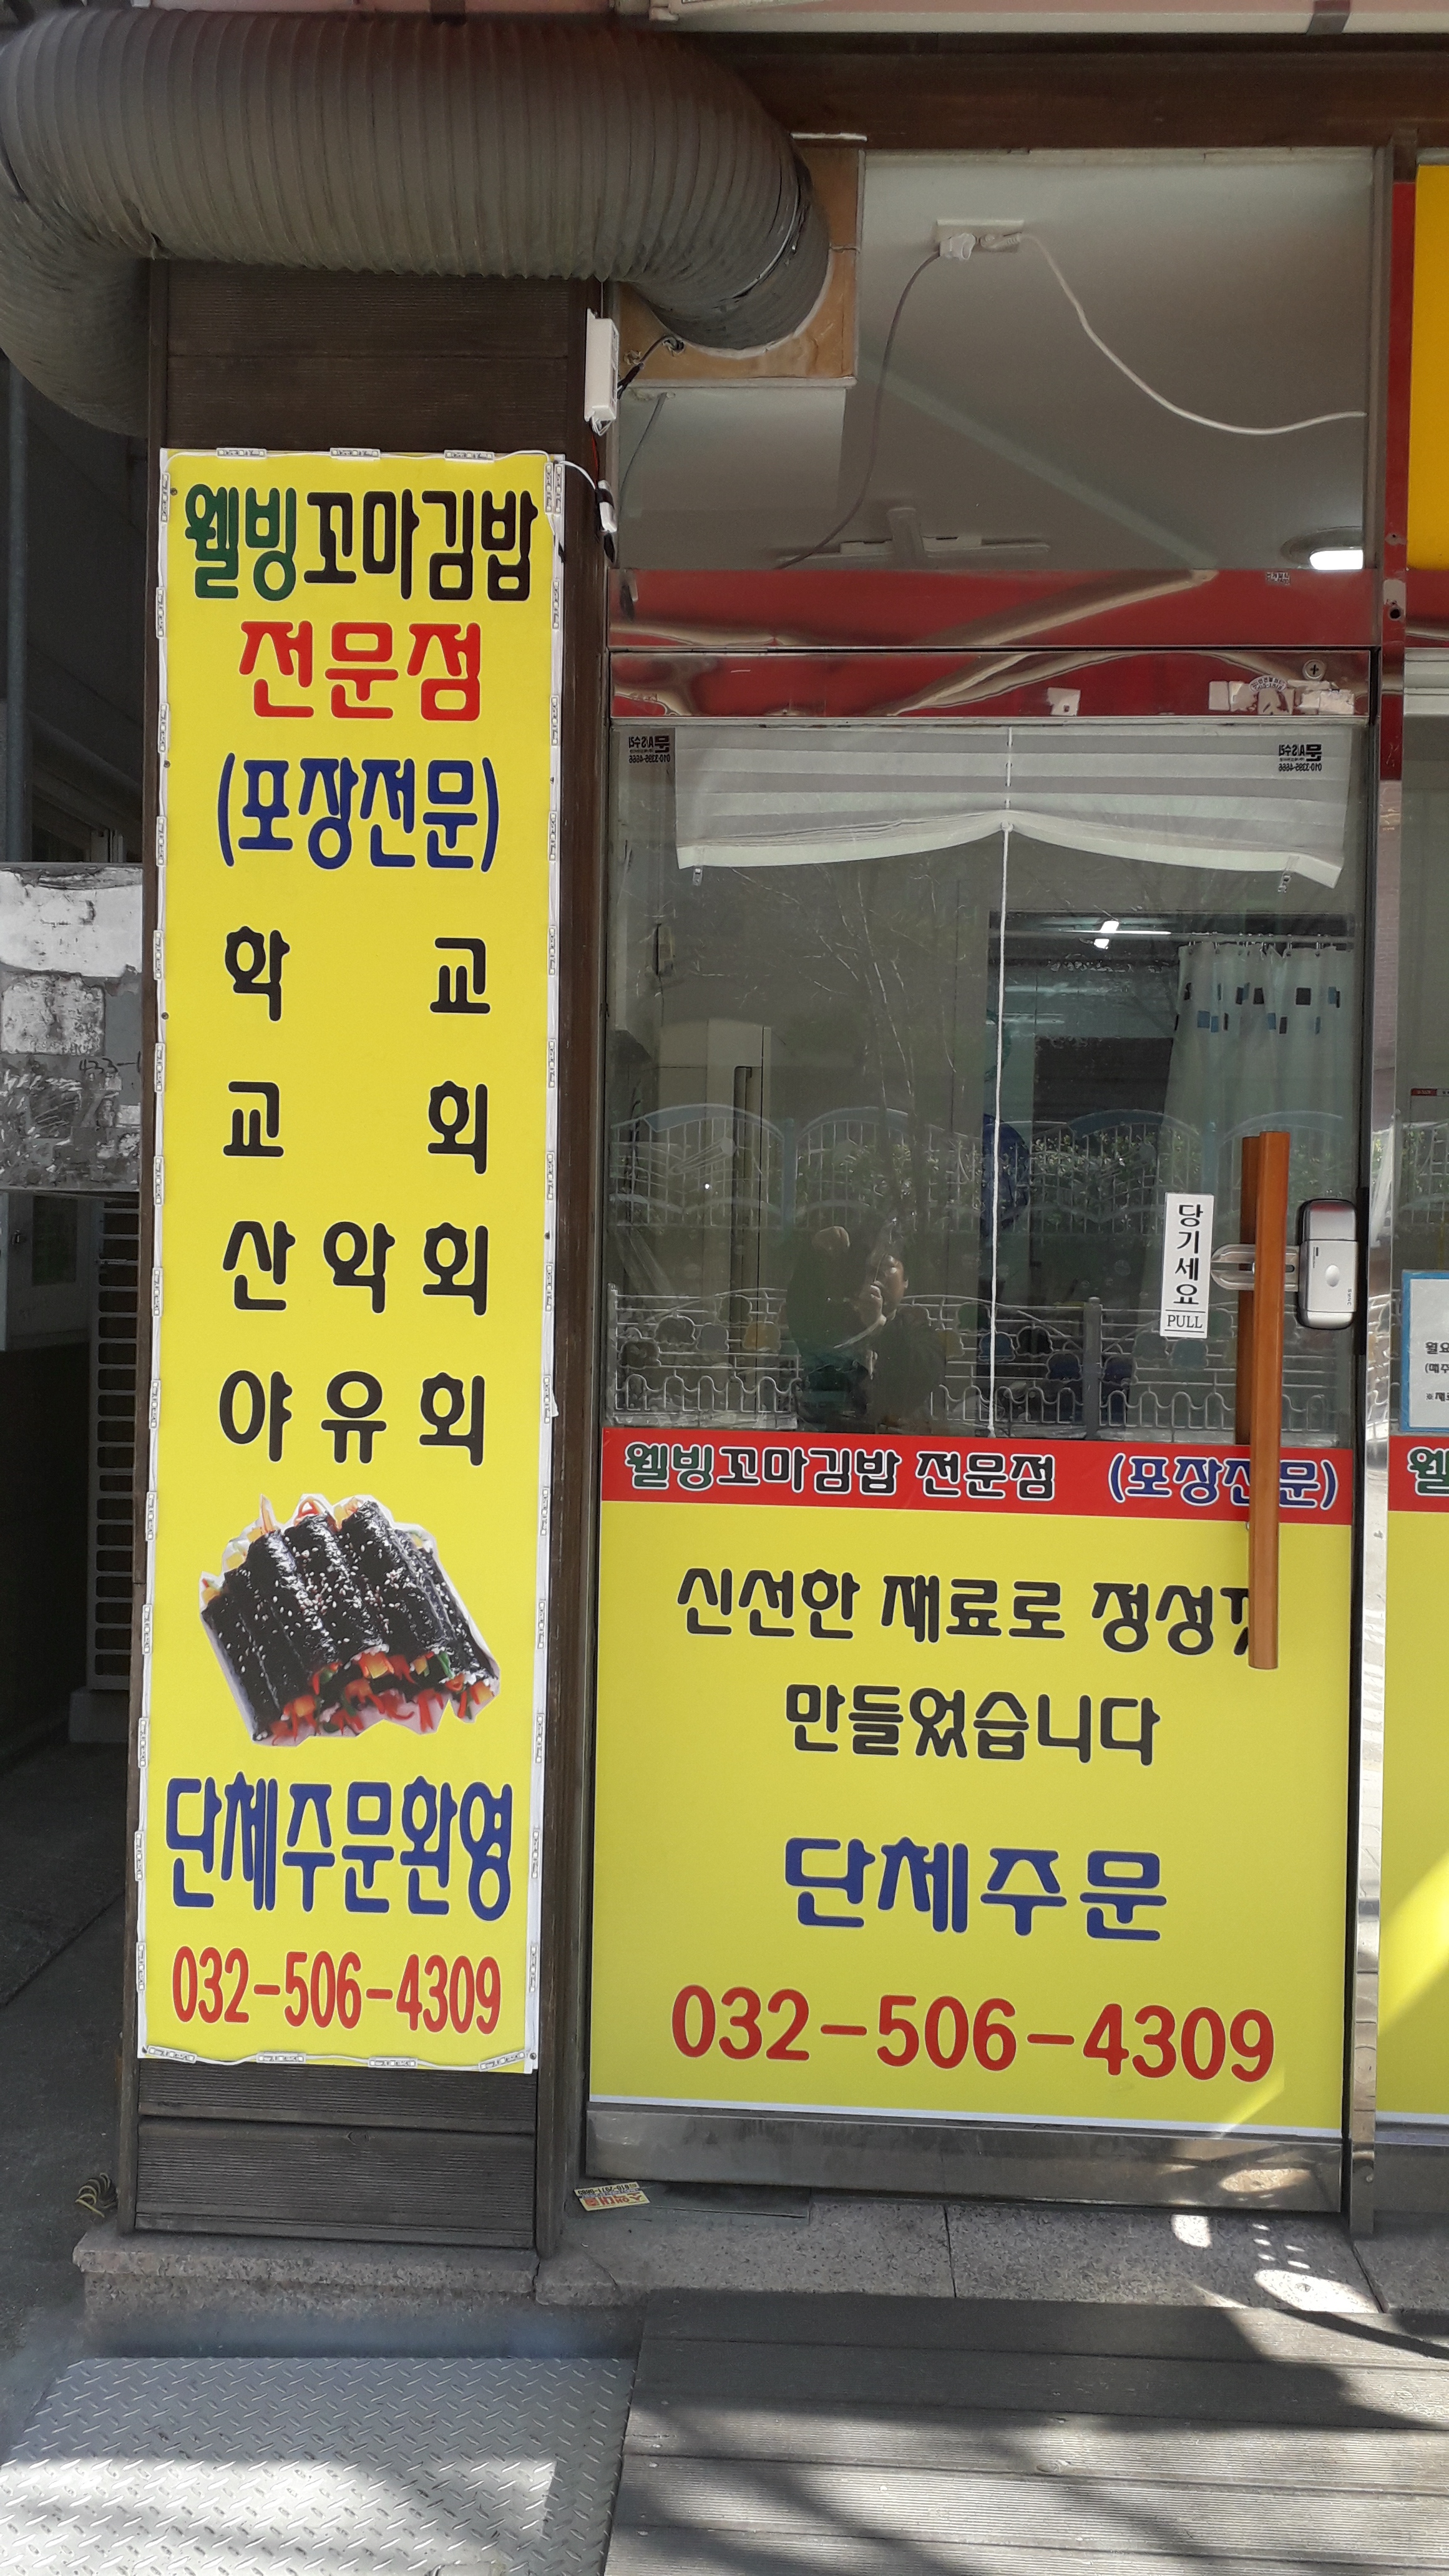 웰빙꼬마김밥
전문점
(포장전문)
학 교
교 회
산 악 회
야 유 회
단체주문환영
032-506-4309
당기세요
PULL
웰빙꼬마김밥 전문점 (포장전문)
신선한 재료로
만들었습니다
단체주문
032-506-4309
웰
월요